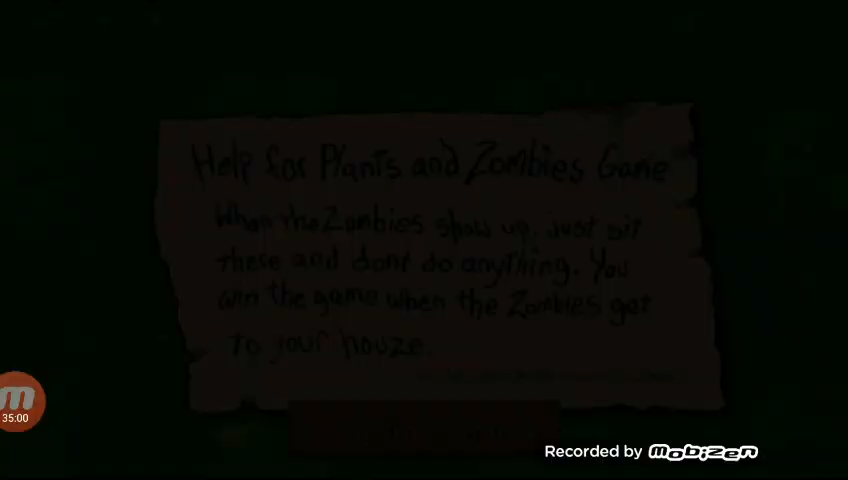 Help for Plants and Zombies Game
When the Zombies show up, just sit
there and dont do anything. You
win the game when the Zombies get
to your houze.
35:00
Recorded by mobizen